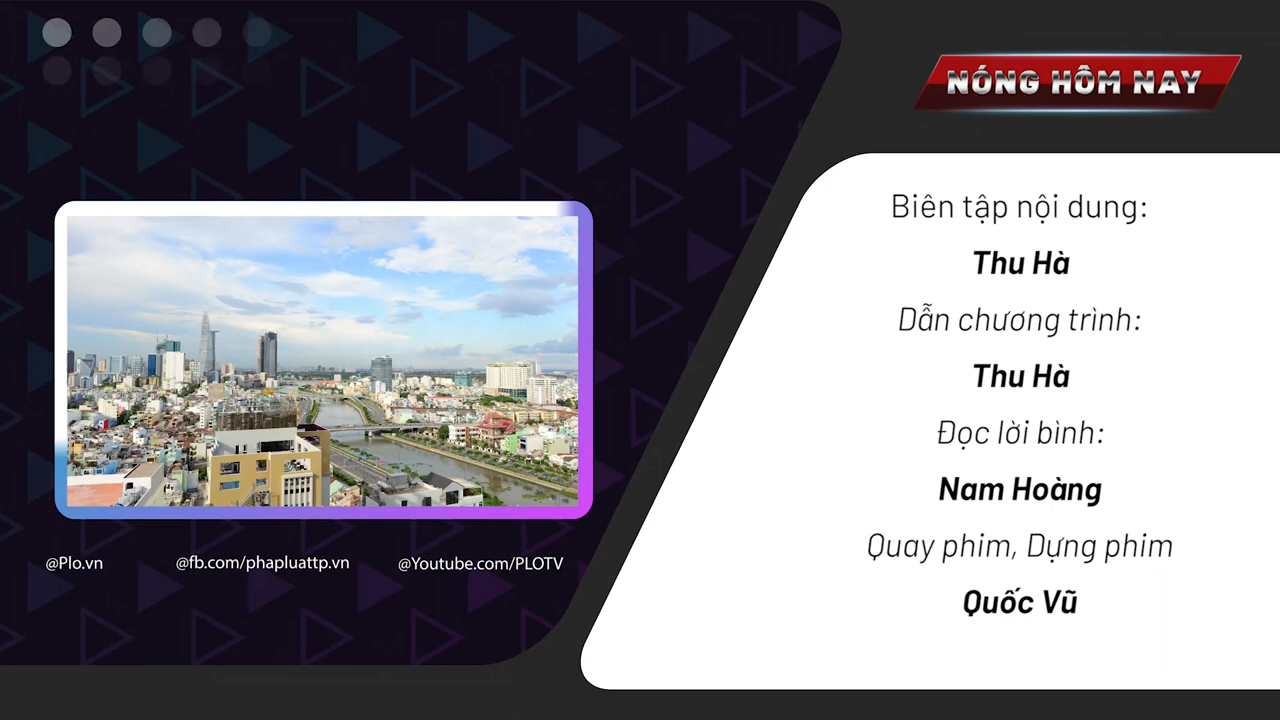 NÓNG HÔM NAY
Biên tập nội dung:
Thu Hà
Dẫn chương trình:
Thu Hà
Đọc lời bình:
Nam Hoàng
Quay phim, Dựng phim
Quốc Vũ
@Plo.vn
@fb.com/phapluattp.vn
@Youtube.com/PLOTV